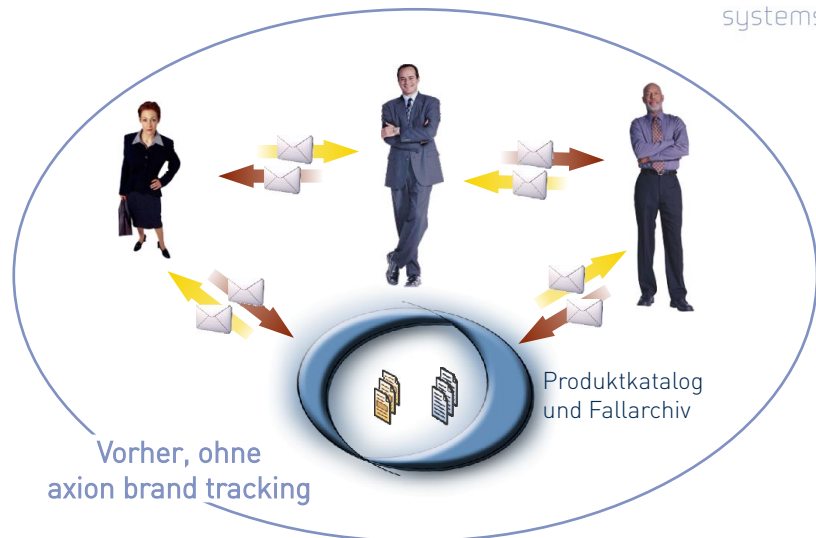 systems
Produktkatalog
und Fallarchiv
Vorher, ohne
axion brand tracking